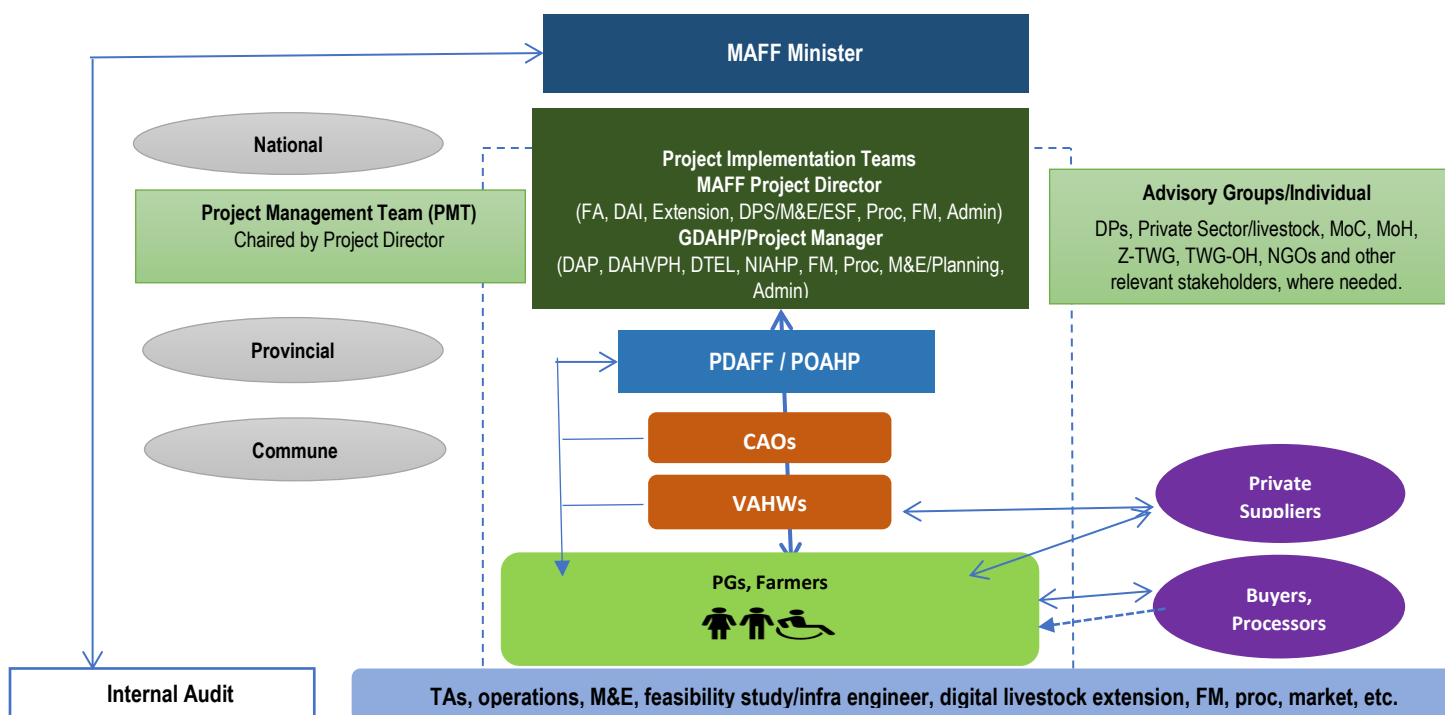 MAFF Minister
National
Project Implementation Teams
MAFF Project Director
(FA, DAI, Extension, DPS/M&E/ESF, Proc, FM, Admin)
GDAHP/Project Manager
(DAP, DAHVPH, DTEL, NIAHP, FM, Proc, M&E/Planning,
Admin)
Project Management Team (PMT)
Chaired by Project Director
Advisory Groups/Individual
DPs, Private Sector/livestock, MoC, MoH,
Z-TWG, TWG-OH, NGOs and other
relevant stakeholders, where needed.
Provincial
PDAFF / POAHP
Commune
CAOs
VAHWs
Private
Suppliers
PGs, Farmers
Buyers,
Processors
Internal Audit
TAs, operations, M&E, feasibility study/infra engineer, digital livestock extension, FM, proc, market, etc.